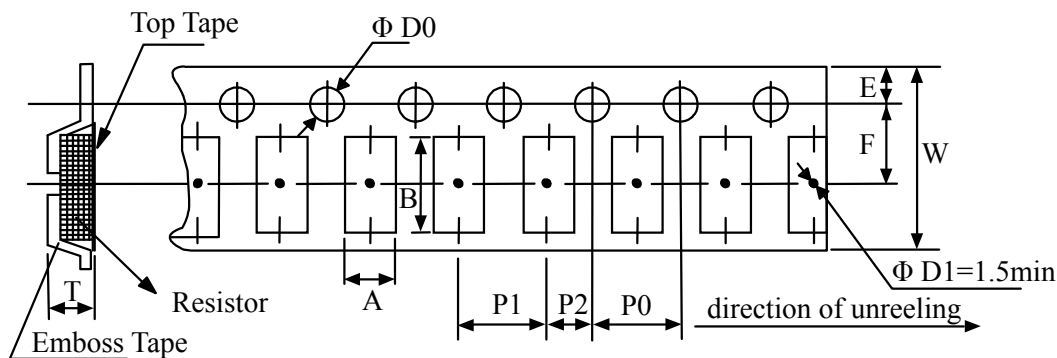 Top Tape
Φ D0
E
F
W
B
Φ D1=1.5min
T
Resistor
A
P1
P2
P0
direction of unreeling
Emboss Tape